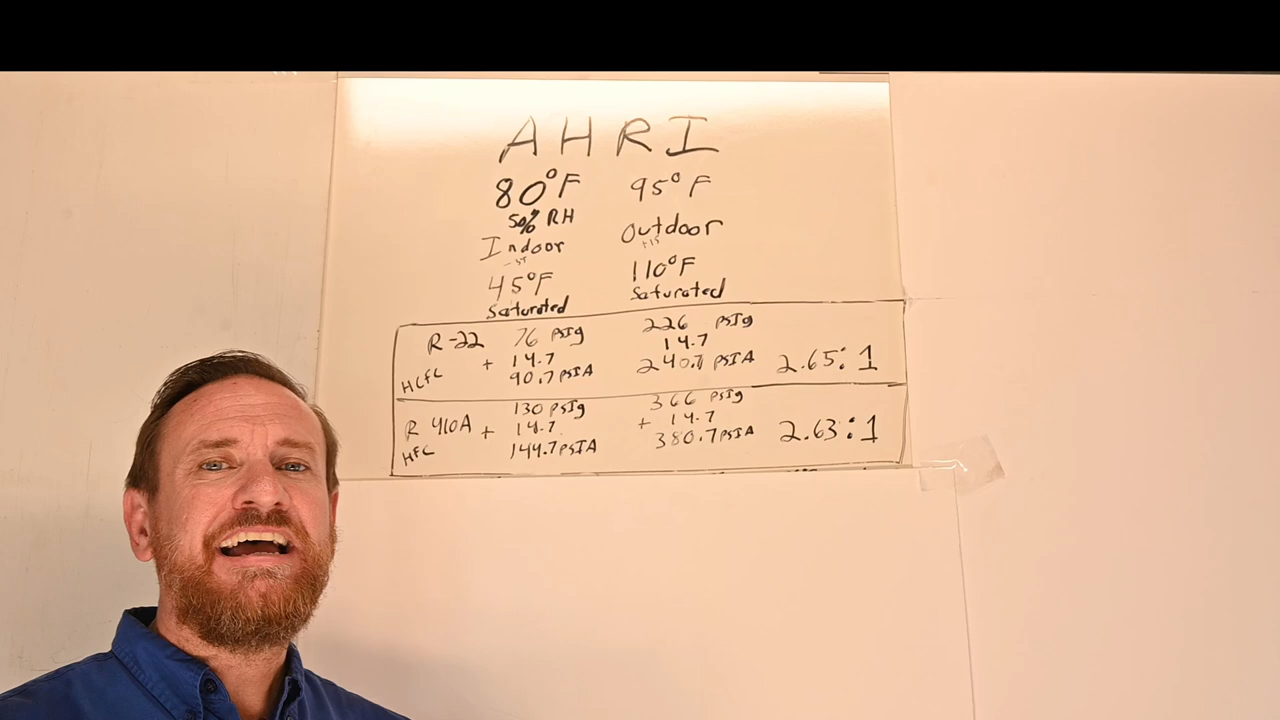 AHRI
80°F 95°F
50% RH
Indoor Outdoor
-35 +15
45°F 110°F
Saturated Saturated
R-22 76 PSIg 226 PSIg
+ 14.7 14.7
HCFC 90.7 PSIA 240.7 PSIA 2.65:1
R 410A 130 PSIg 366 PSIg
+ 14.7 + 14.7
HFC 144.7 PSIA 380.7 PSIA 2.63:1